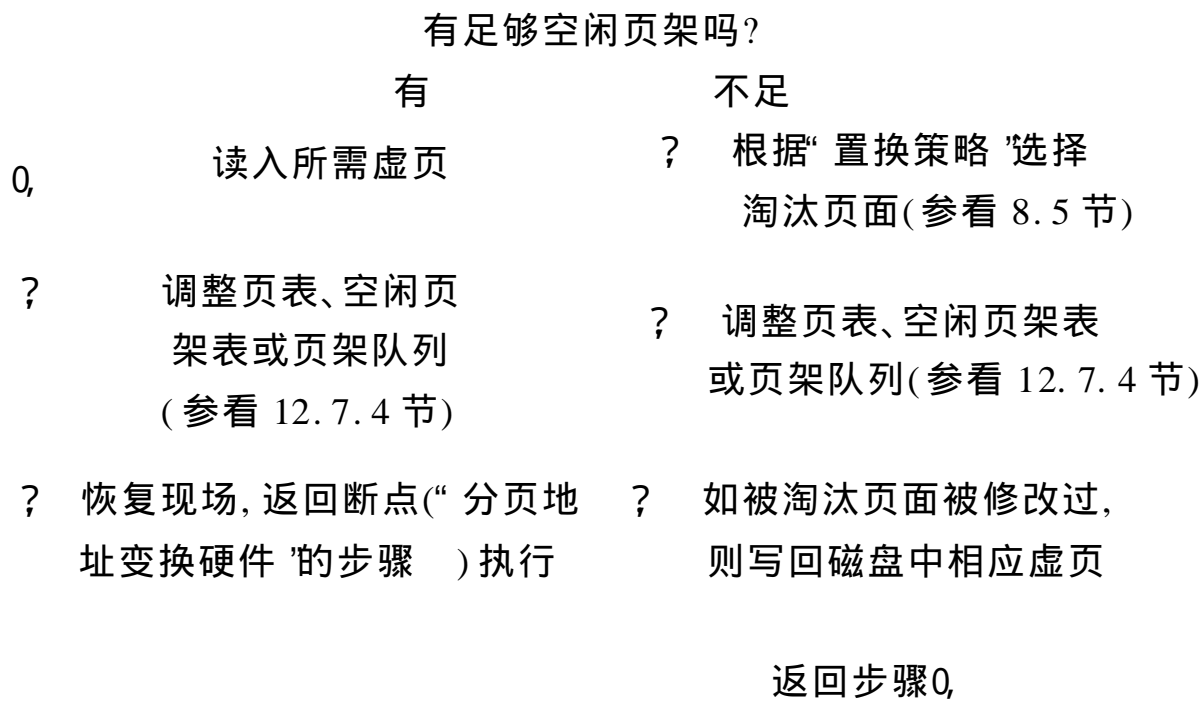 有足够空闲页架吗?
有 不足
0, 读入所需虚页
? 根据“置换策略”选择
淘汰页面(参看 8.5 节)
? 调整页表、空闲页
架表或页架队列
(参看 12.7.4 节)
? 调整页表、空闲页架表
或页架队列(参看 12.7.4 节)
? 恢复现场,返回断点(“分页地
址变换硬件”的步骤 )执行
? 如被淘汰页面被修改过,
则写回磁盘中相应虚页
返回步骤0,